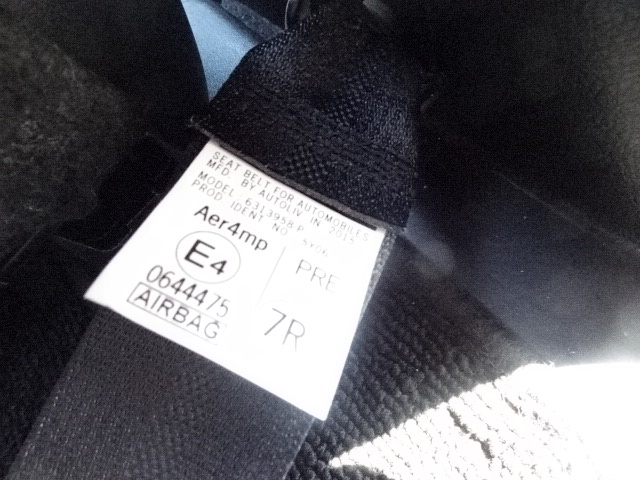 SEAT BELT FOR AUTOMOBILES
MFD. BY AUTOLIV IN 2015
MODEL 6313958 P
PROD IDENT NO
Aer4mp
E4
PRE
0644475
7R
AIRBAG